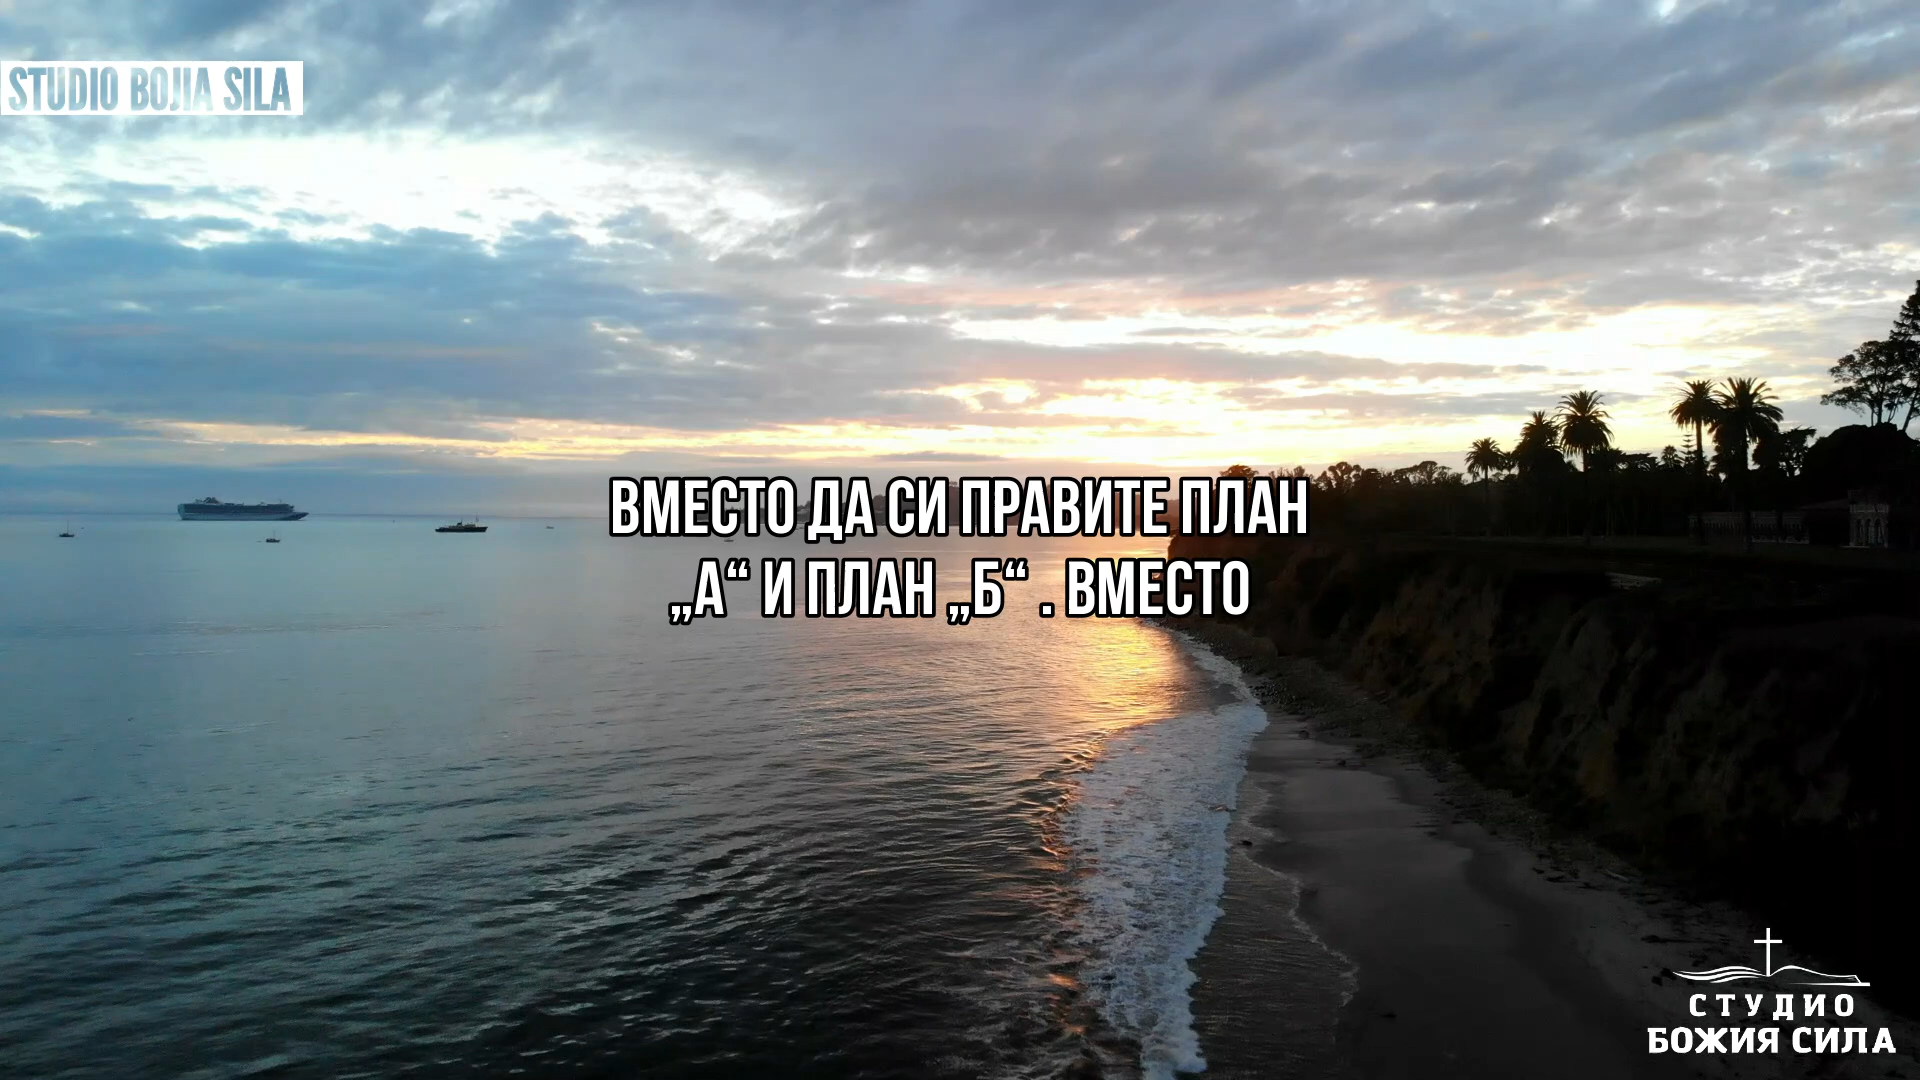 STUDIO BOJIA SILA
ВМЕСТО ДА СИ ПРАВИТЕ ПЛАН
„А“ И ПЛАН „Б“ . ВМЕСТО
СТУДИО
БОЖИЯ СИЛА